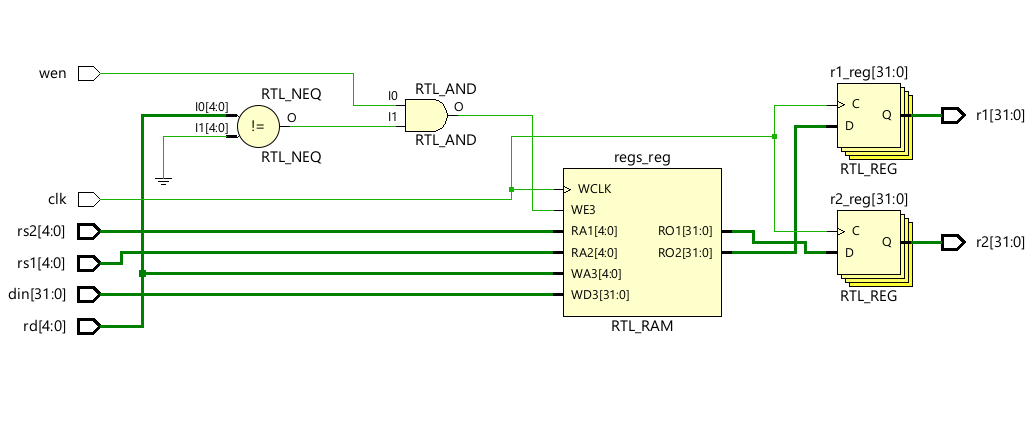 wen
RTL_NEQ
I0[4:0]
I1[4:0]
!=
O
RTL_NEQ
RTL_AND
I0
I1
O
RTL_AND
clk
rs2[4:0]
rs1[4:0]
din[31:0]
rd[4:0]
regs_reg
WCLK
WE3
RA1[4:0]
RO1[31:0]
RA2[4:0]
RO2[31:0]
WA3[4:0]
WD3[31:0]
RTL_RAM
r1_reg[31:0]
C
D
Q
RTL_REG
r1[31:0]
r2_reg[31:0]
C
D
Q
RTL_REG
r2[31:0]